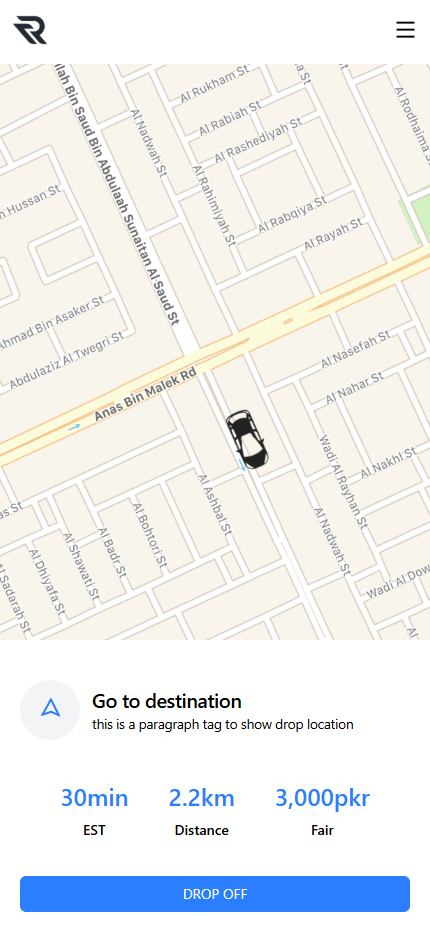 Al Rukham St
Al Rabiah St
Al Rashediyah St
Al Nadwah St
Al Rahimiyah St
Al Rabqiya St
Al Rayah St
Al Rodhaima
llah Bin Saud Bin Abdulaah Sunaitan Al Saud St
n Hussan St
Ahmad Bin Asaker St
Abdulaziz Al Twegri St
Anas Bin Malek Rd
Al Nasefah St
Al Nahar St
Al Nakhl St
Wadi Al Rayhan St
Al Nadwah St
Wadi Al Dow
Al Ashbal St
Al Bohtori St
Al Badr St
Al Shawati St
Al Dhiyafa St
Al Sadarah St
as St
Al
Go to destination
this is a paragraph tag to show drop location
30min 2.2km 3,000pkr
EST Distance Fair
DROP OFF